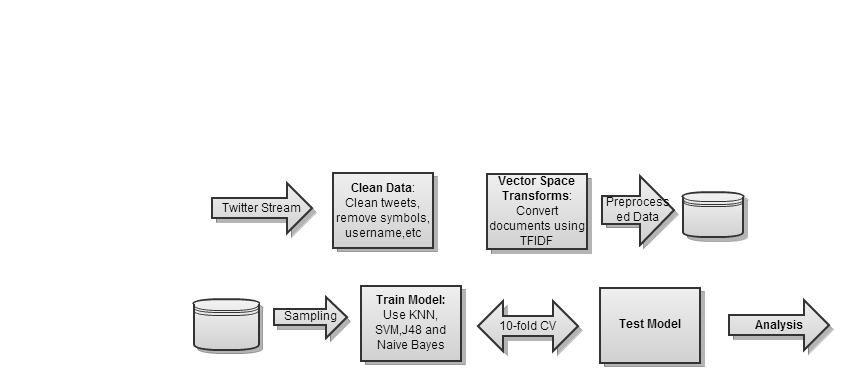 Twitter Stream
Clean Data:
Clean tweets,
remove symbols,
username,etc
Vector Space
Transforms:
Convert
documents using
TFIDF
Preprocess
ed Data
Sampling
Train Model:
Use KNN,
SVM,J48 and
Naive Bayes
10-fold CV
Test Model
Analysis